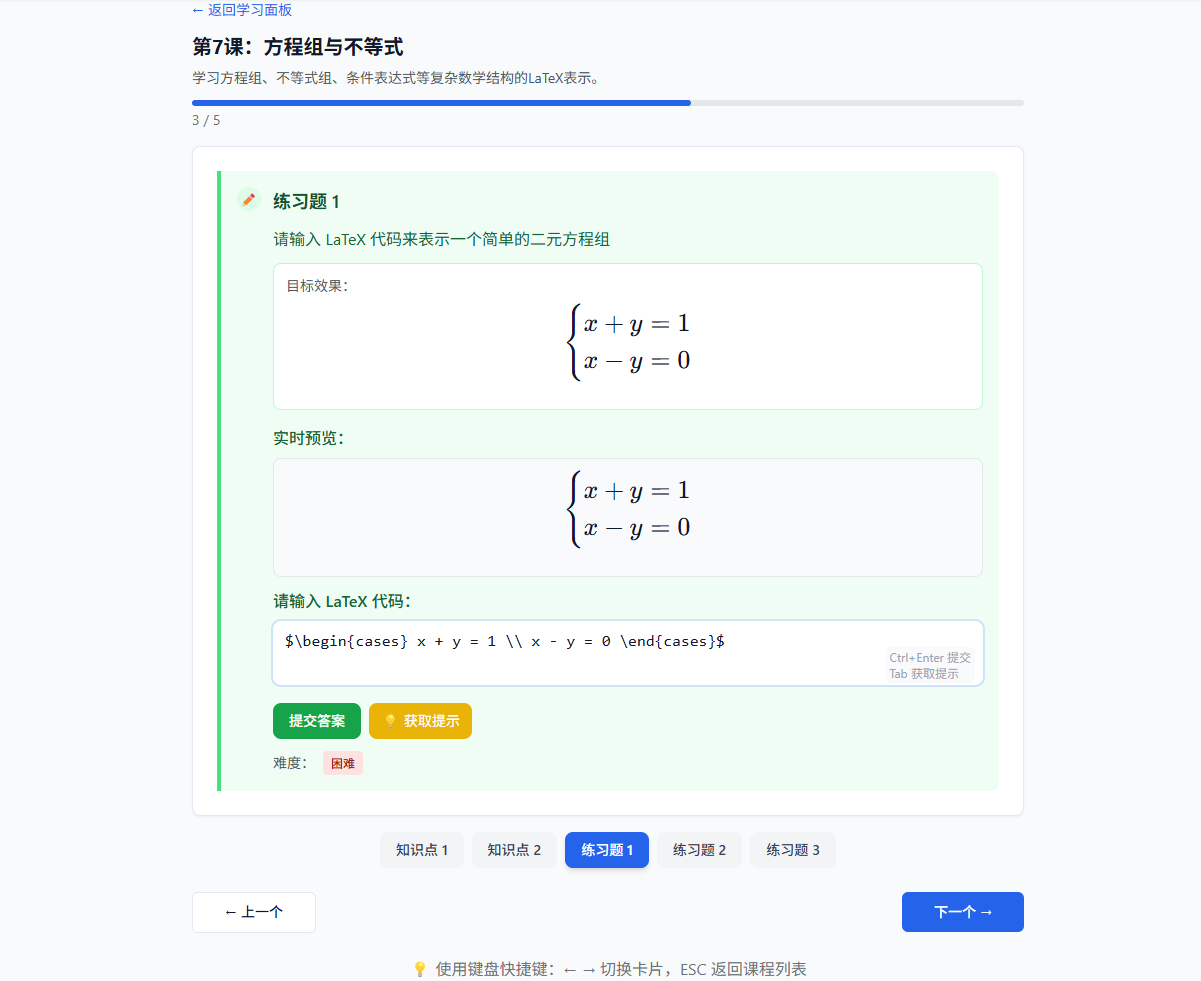 ← 返回学习面板
第7课：方程组与不等式
学习方程组、不等式组、条件表达式等复杂数学结构的LaTeX表示。
3 / 5
练习题 1
请输入 LaTeX 代码来表示一个简单的二元方程组
目标效果：
x + y = 1
x − y = 0
实时预览：
x + y = 1
x − y = 0
请输入 LaTeX 代码：
$\begin{cases} x + y = 1 \\ x - y = 0 \end{cases}$
Ctrl+Enter 提交
Tab 获取提示
提交答案 💡 获取提示
难度： 困难
知识点 1 知识点 2 练习题 1 练习题 2 练习题 3
← 上一个 下一个 →
💡 使用键盘快捷键：← → 切换卡片，ESC 返回课程列表